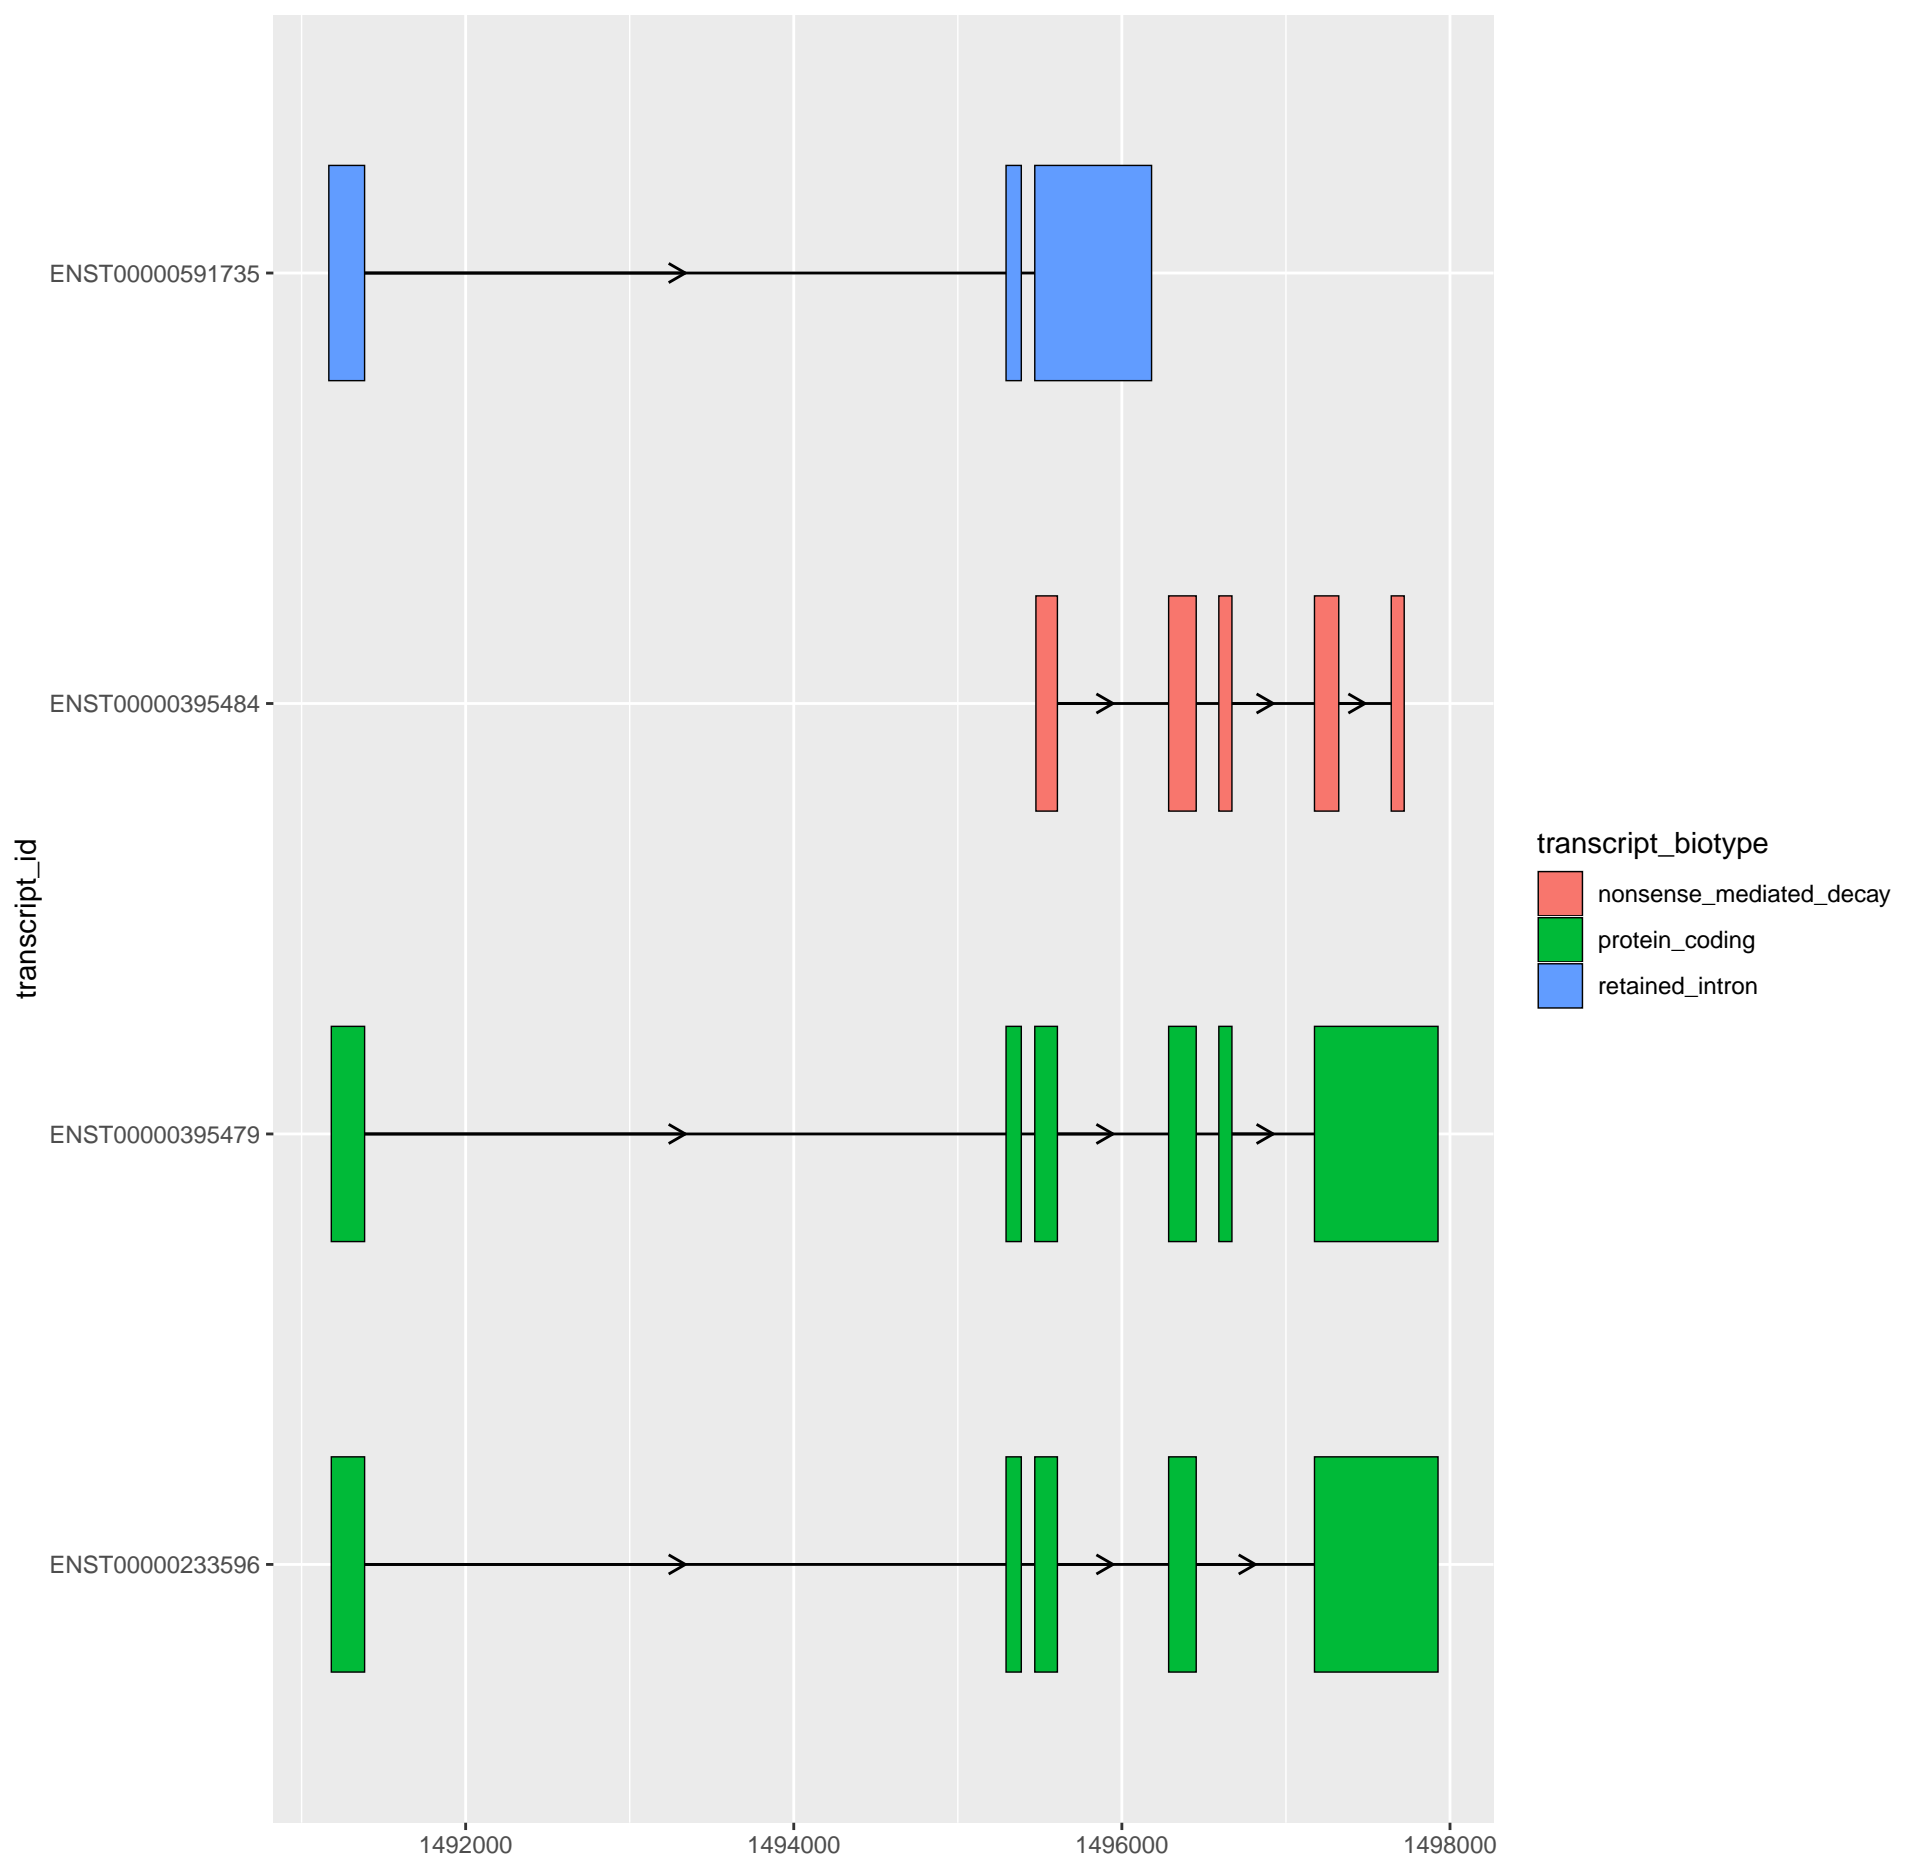 ENST00000591735
ENST00000395484
ENST00000395479
ENST00000233596
transcript_id
1492000
1494000
1496000
1498000
transcript_biotype
nonsense_mediated_decay
protein_coding
retained_intron